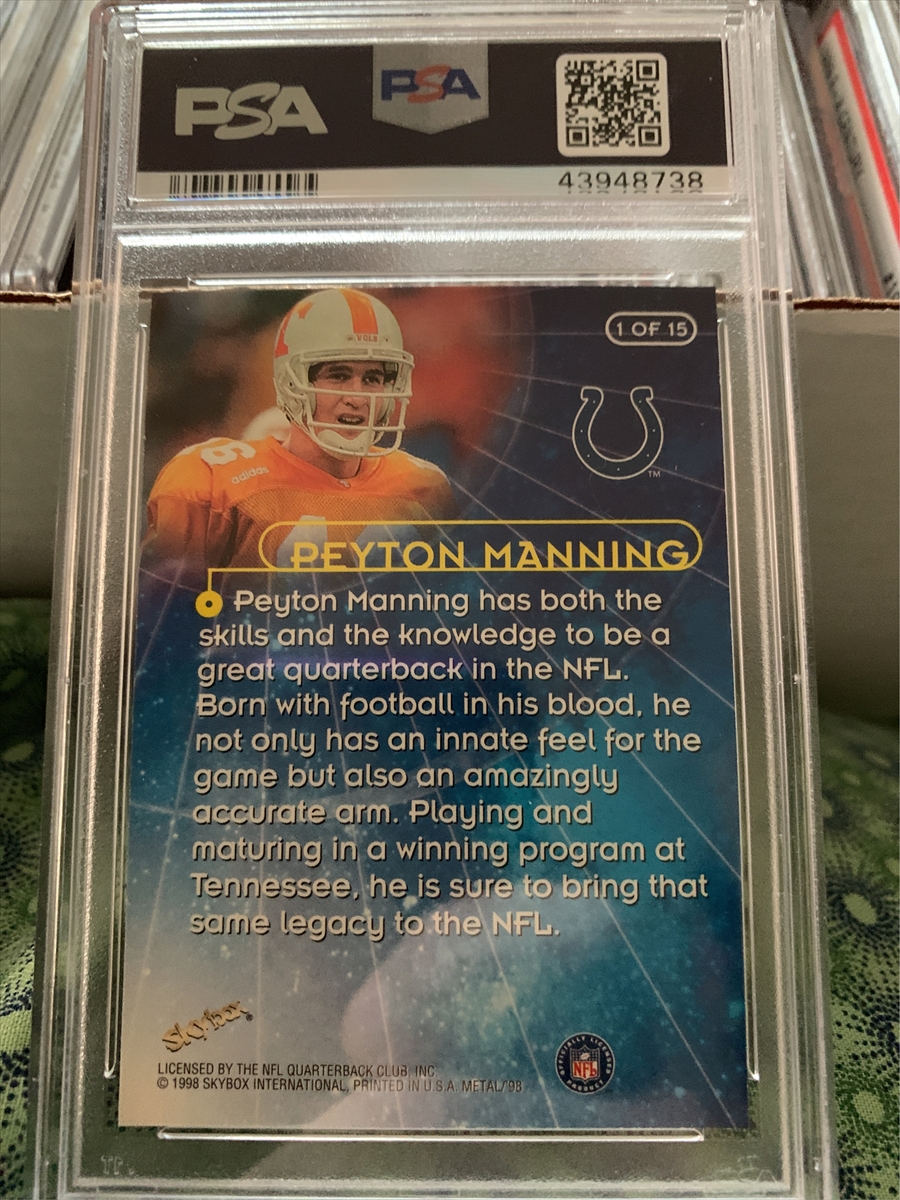 PSA
PSA
43948738
1 OF 15
VOLS
adidas
TM
PEYTON MANNING
Peyton Manning has both the
skills and the knowledge to be a
great quarterback in the NFL.
Born with football in his blood, he
not only has an innate feel for the
game but also an amazingly
accurate arm. Playing and
maturing in a winning program at
Tennessee, he is sure to bring that
same legacy to the NFL.
SkyBox
OFFICIALLY LICENSED
NFL
PRODUCT
LICENSED BY THE NFL QUARTERBACK CLUB, INC
© 1998 SKYBOX INTERNATIONAL, PRINTED IN U.S.A. METAL/'98